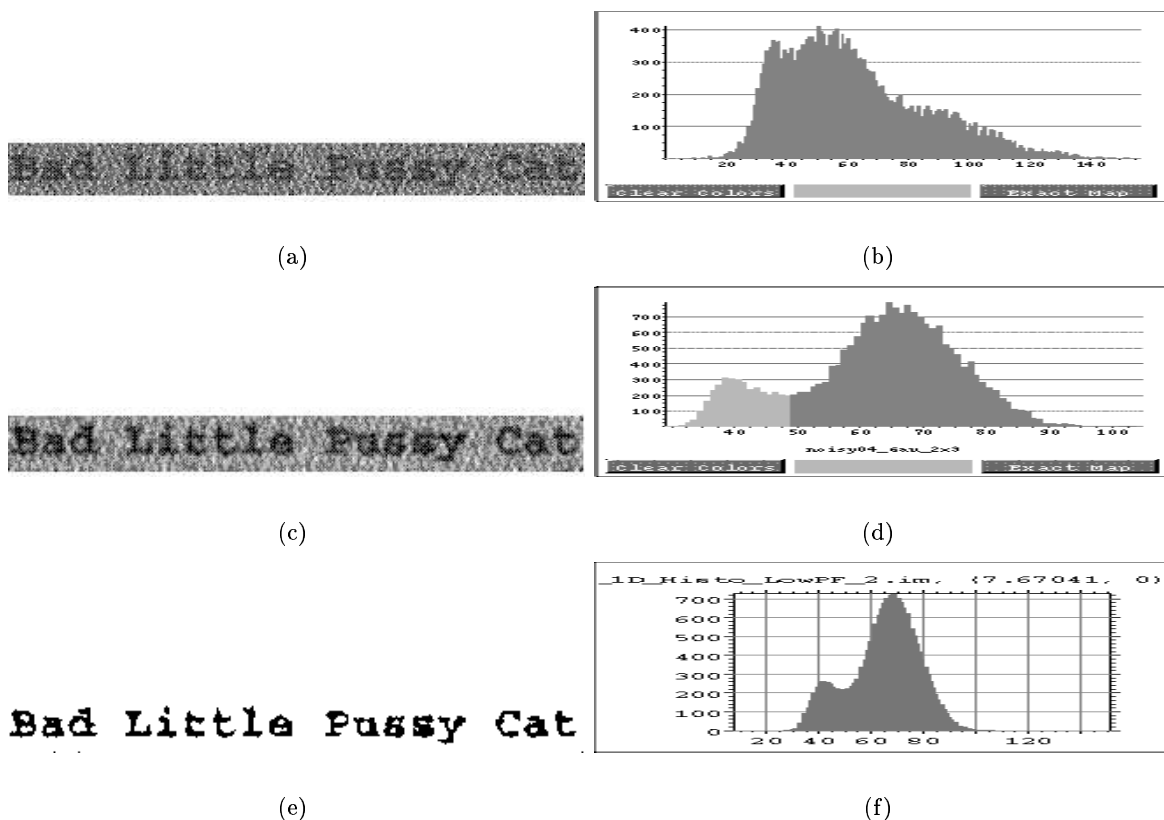 400
300
200
100
20 40 60 80 100 120 140
Bad Little Pussy Cat
Clear Colors Exact Map
(a) (b)
700
600
500
400
300
200
100
40 50 60 70 80 90 100
Bad Little Pussy Cat
noisy04_Gau_2x3
Clear Colors Exact Map
(c) (d)
_1D_Histo_LowPF_2.im, (7.67041, 0)
700
600
500
400
300
200
100
0
20 40 60 80 120
Bad Little Pussy Cat
(e) (f)